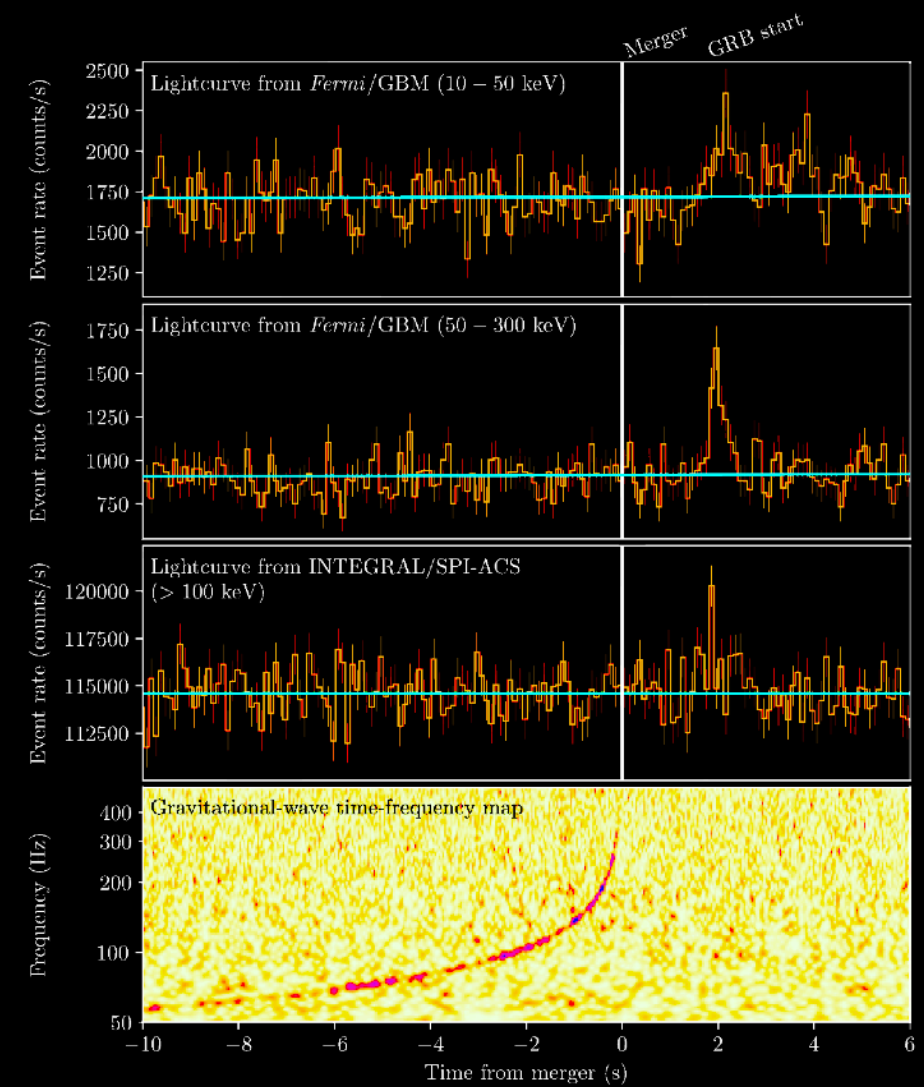 Merger
GRB start
Lightcurve from Fermi/GBM (10 – 50 keV)
Event rate (counts/s)
2500
2250
2000
1750
1500
1250
Lightcurve from Fermi/GBM (50 – 300 keV)
Event rate (counts/s)
1750
1500
1250
1000
750
Lightcurve from INTEGRAL/SPI-ACS
(> 100 keV)
Event rate (counts/s)
120000
117500
115000
112500
Gravitational-wave time-frequency map
Frequency (Hz)
400
300
200
100
50
−10
−8
−6
−4
−2
0
2
4
6
Time from merger (s)